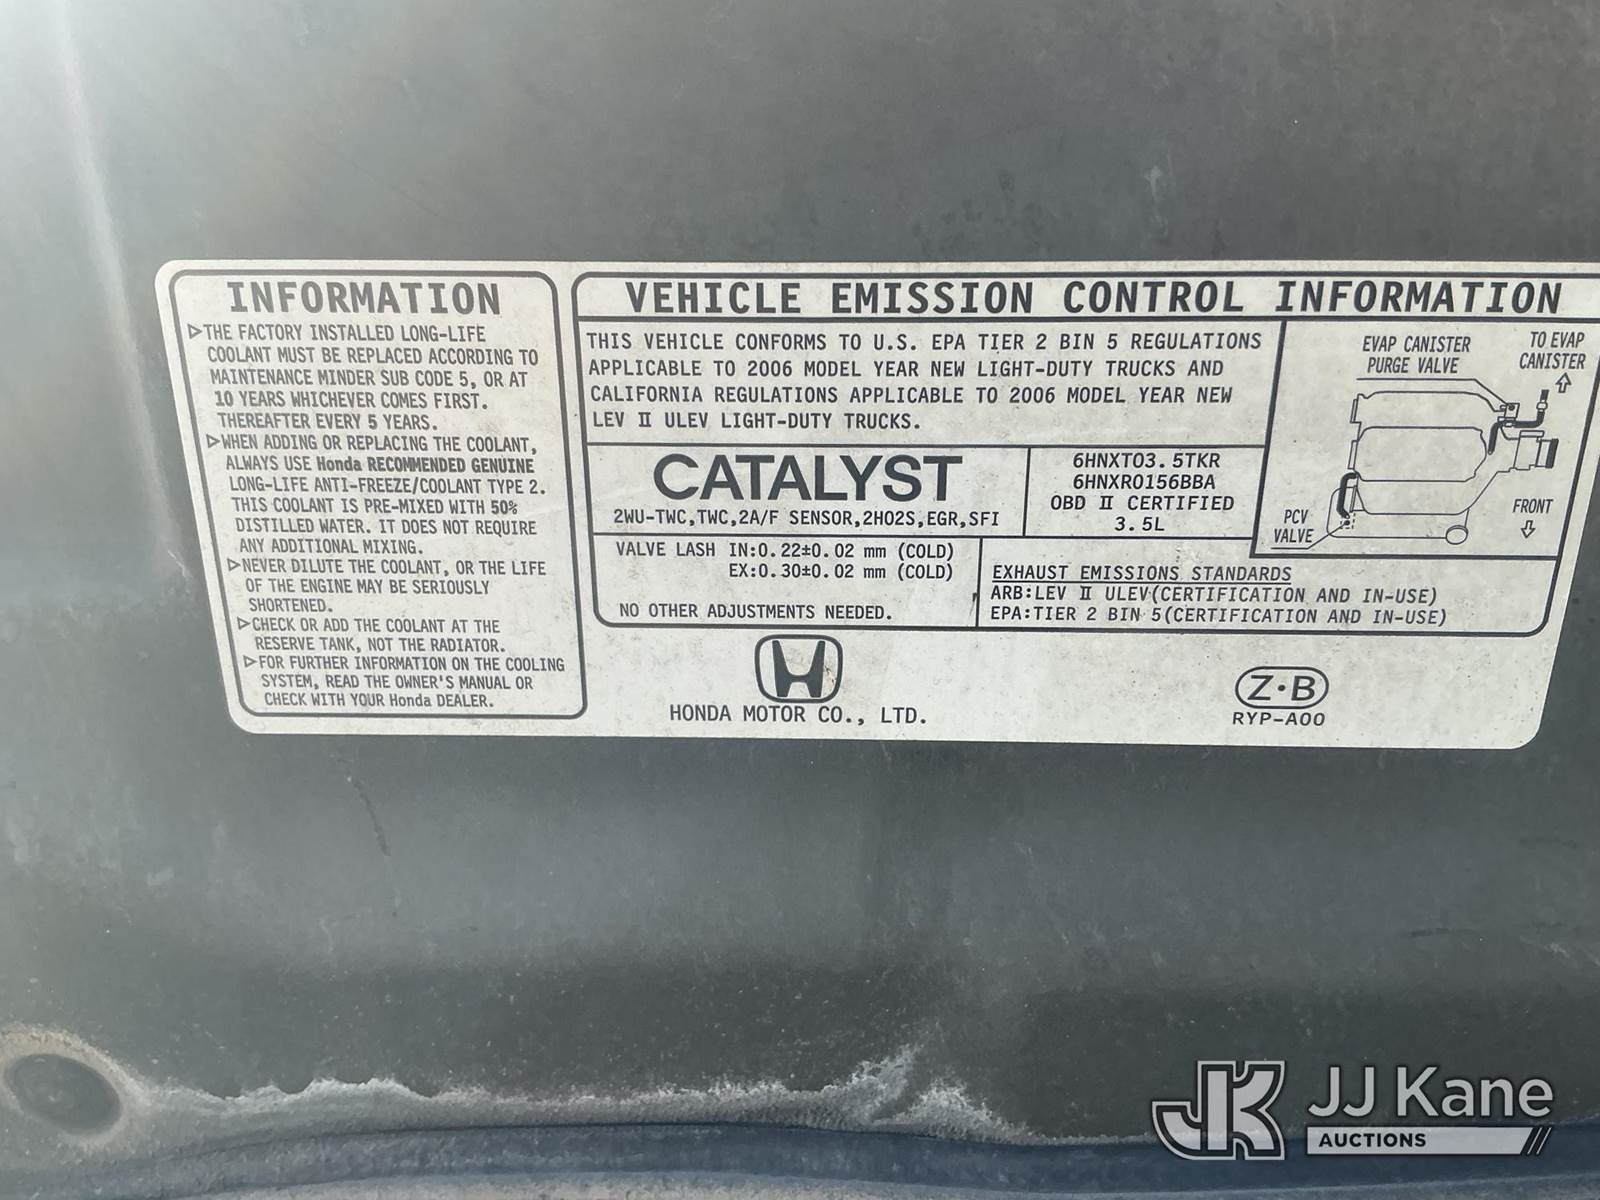 INFORMATION
▷THE FACTORY INSTALLED LONG-LIFE
COOLANT MUST BE REPLACED ACCORDING TO
MAINTENANCE MINDER SUB CODE 5, OR AT
10 YEARS WHICHEVER COMES FIRST.
THEREAFTER EVERY 5 YEARS.
▷WHEN ADDING OR REPLACING THE COOLANT,
ALWAYS USE Honda RECOMMENDED GENUINE
LONG-LIFE ANTI-FREEZE/COOLANT TYPE 2.
THIS COOLANT IS PRE-MIXED WITH 50%
DISTILLED WATER. IT DOES NOT REQUIRE
ANY ADDITIONAL MIXING.
▷NEVER DILUTE THE COOLANT, OR THE LIFE
OF THE ENGINE MAY BE SERIOUSLY
SHORTENED.
▷CHECK OR ADD THE COOLANT AT THE
RESERVE TANK, NOT THE RADIATOR.
▷FOR FURTHER INFORMATION ON THE COOLING
SYSTEM, READ THE OWNER'S MANUAL OR
CHECK WITH YOUR Honda DEALER.
VEHICLE EMISSION CONTROL INFORMATION
THIS VEHICLE CONFORMS TO U.S. EPA TIER 2 BIN 5 REGULATIONS
APPLICABLE TO 2006 MODEL YEAR NEW LIGHT-DUTY TRUCKS AND
CALIFORNIA REGULATIONS APPLICABLE TO 2006 MODEL YEAR NEW
LEV II ULEV LIGHT-DUTY TRUCKS.
EVAP CANISTER
PURGE VALVE
TO EVAP
CANISTER
PCV
VALVE
FRONT
CATALYST
2WU-TWC,TWC,2A/F SENSOR,2HO2S,EGR,SFI
6HNXT03.5TKR
6HNXR0156BBA
OBD II CERTIFIED
3.5L
VALVE LASH IN:0.22±0.02 mm (COLD)
EX:0.30±0.02 mm (COLD)
NO OTHER ADJUSTMENTS NEEDED.
EXHAUST EMISSIONS STANDARDS
ARB:LEV II ULEV(CERTIFICATION AND IN-USE)
EPA:TIER 2 BIN 5(CERTIFICATION AND IN-USE)
HONDA MOTOR CO., LTD.
Z·B
RYP-A00
JK
JJ Kane
AUCTIONS